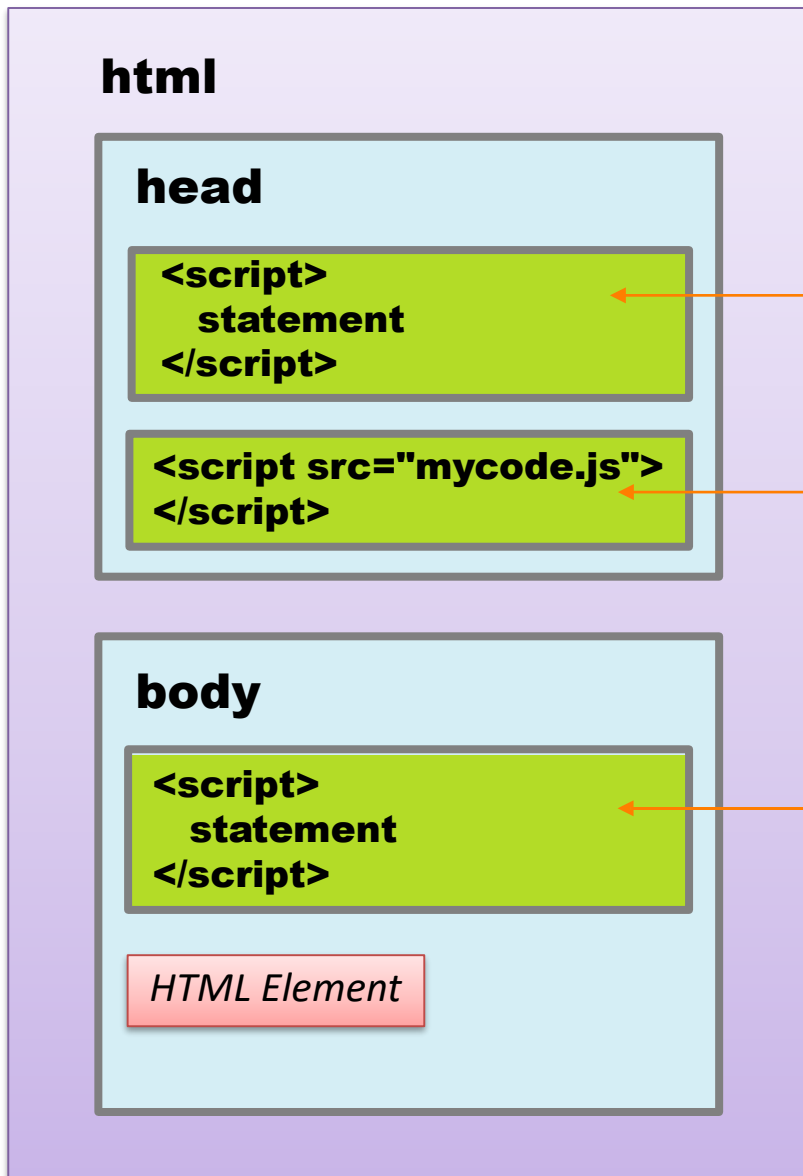 html
head
<script>
statement
</script>
<script src="mycode.js">
</script>
body
<script>
statement
</script>
HTML Element